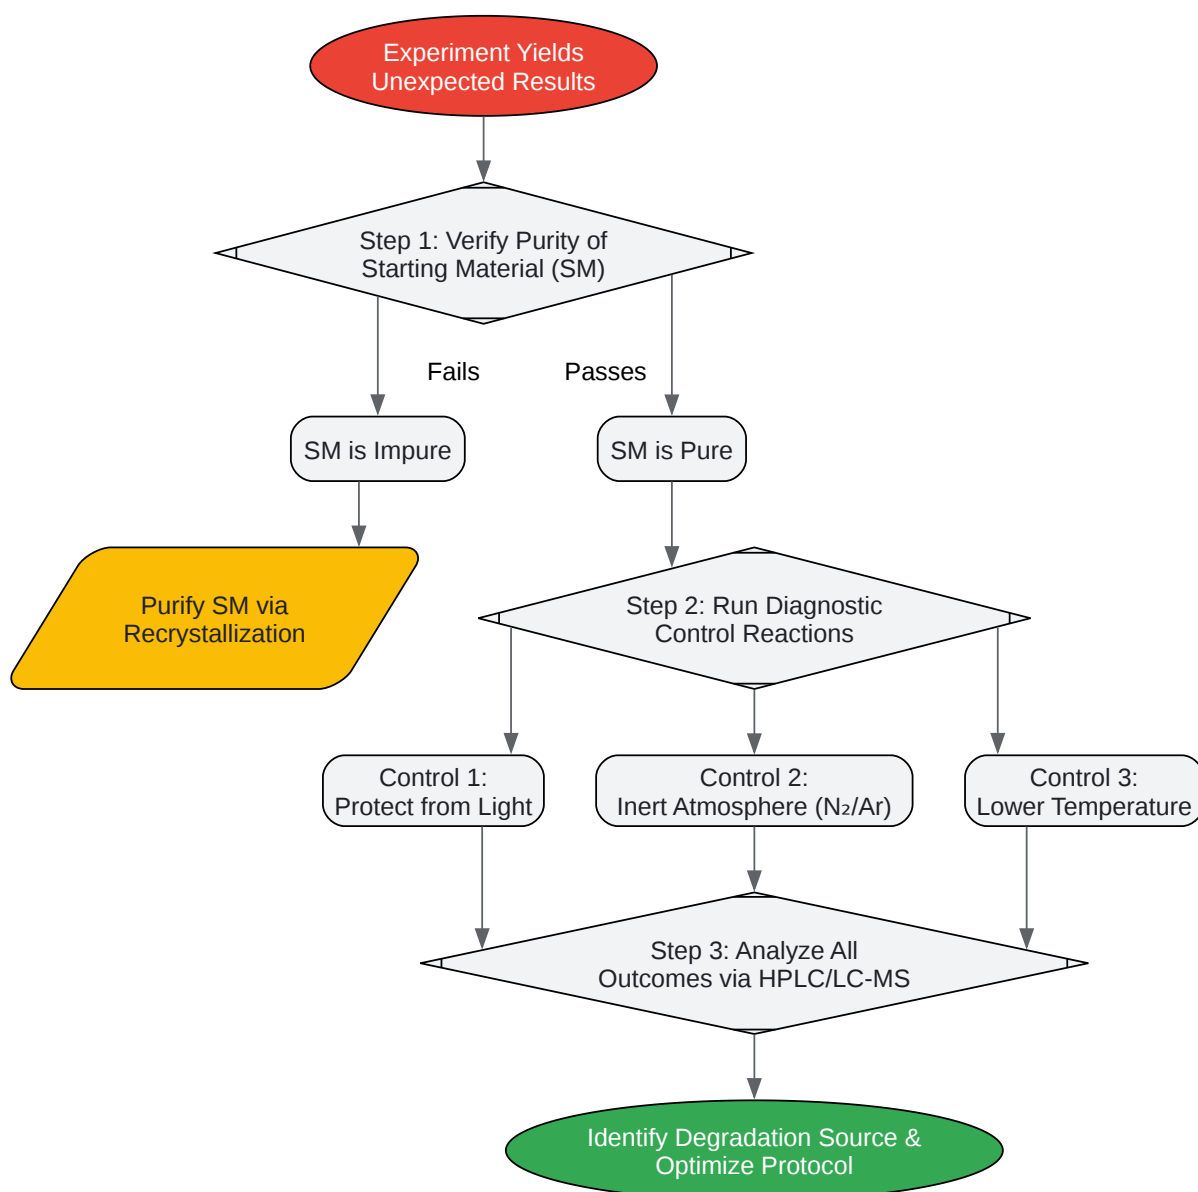 Experiment Yields
Unexpected Results
Step 1: Verify Purity of
Starting Material (SM)
Fails
Passes
SM is Impure
SM is Pure
Purify SM via
Recrystallization
Step 2: Run Diagnostic
Control Reactions
Control 1:
Protect from Light
Control 2:
Inert Atmosphere (N₂/Ar)
Control 3:
Lower Temperature
Step 3: Analyze All
Outcomes via HPLC/LC-MS
Identify Degradation Source &
Optimize Protocol